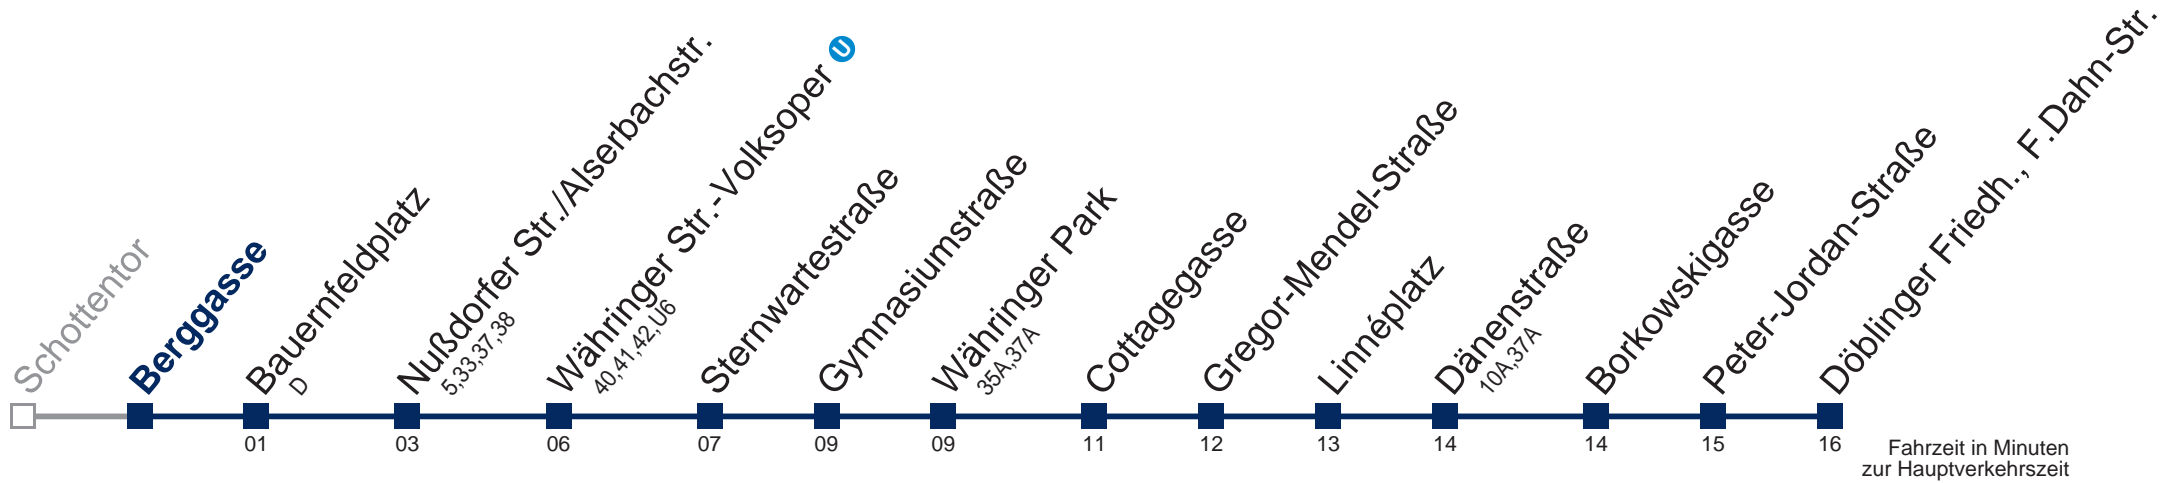 Schottentor
Berggasse
Bauernfeldplatz
D
Nußdorfer Str./Alserbachstr.
5,33,37,38
Währinger Str.-Volksoper U
40,41,42,U6
Sternwartestraße
Gymnasiumstraße
Währinger Park
35A,37A
Cottagegasse
Gregor-Mendel-Straße
Linnéplatz
Dänenstraße
10A,37A
Borkowskigasse
Peter-Jordan-Straße
Döblinger Friedh., F.Dahn-Str.
01 03 06 07 09 09 11 12 13 14 14 15 16
Fahrzeit in Minuten
zur Hauptverkehrszeit